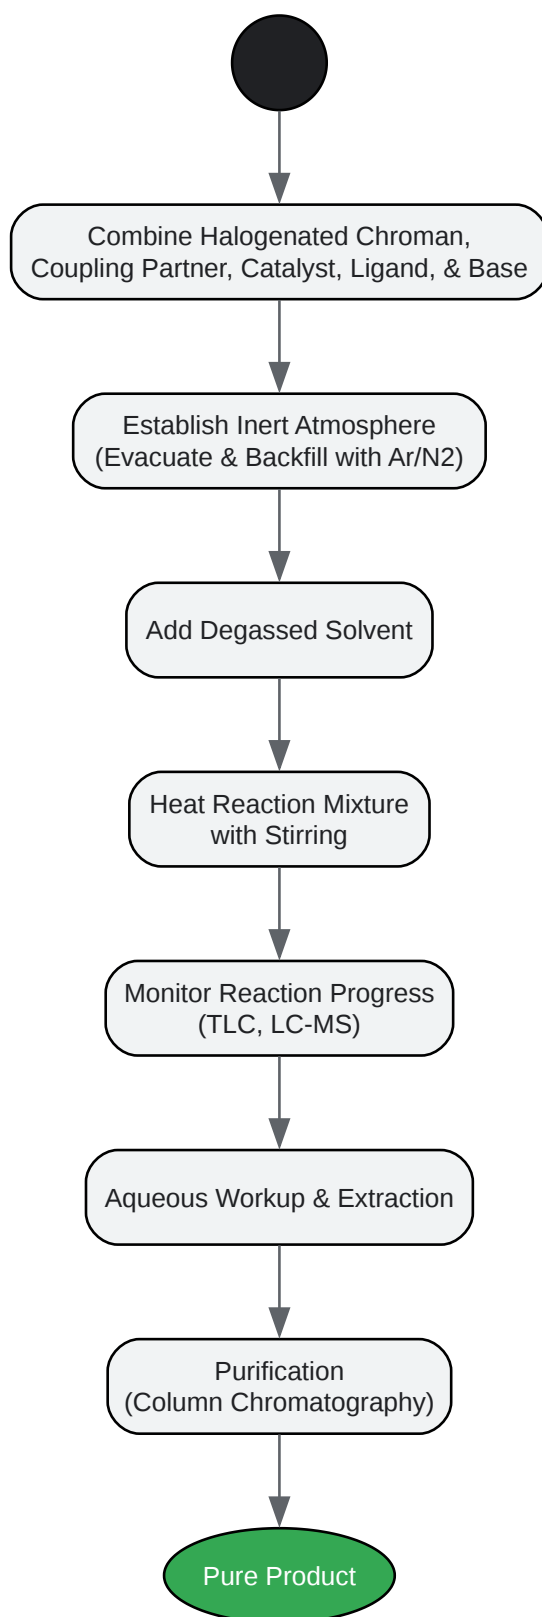 Combine Halogenated Chroman,
Coupling Partner, Catalyst, Ligand, & Base
Establish Inert Atmosphere
(Evacuate & Backfill with Ar/N2)
Add Degassed Solvent
Heat Reaction Mixture
with Stirring
Monitor Reaction Progress
(TLC, LC-MS)
Aqueous Workup & Extraction
Purification
(Column Chromatography)
Pure Product